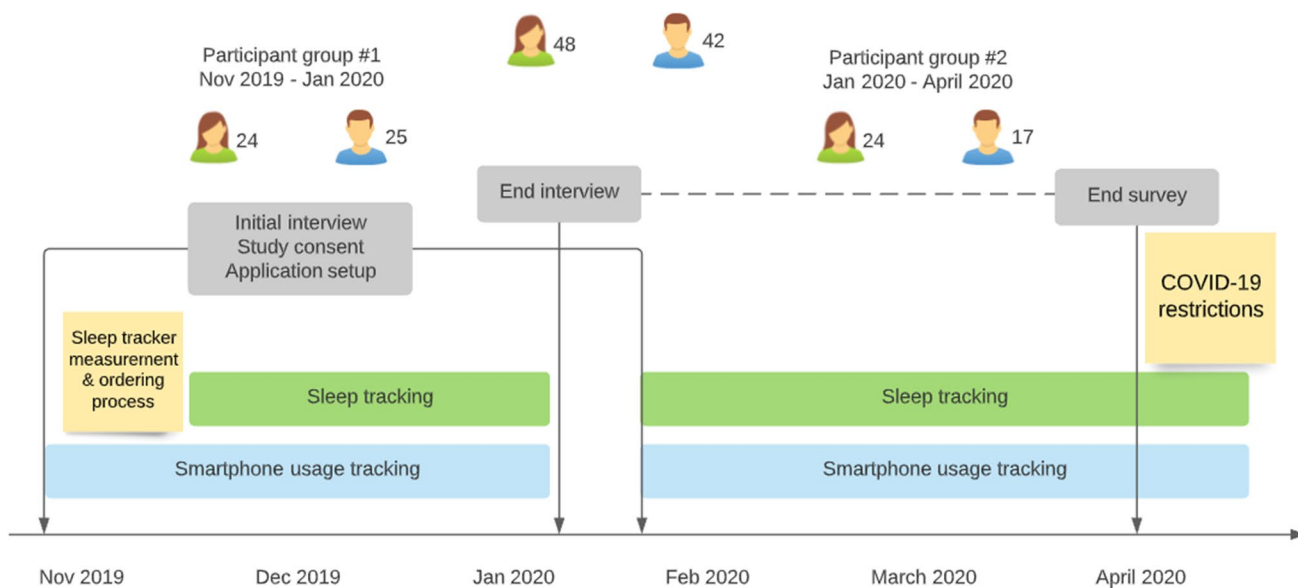 48
42
Participant group #1
Nov 2019 - Jan 2020
24
25
Participant group #2
Jan 2020 - April 2020
24
17
End interview
End survey
Initial interview
Study consent
Application setup
COVID-19
restrictions
Sleep tracker
measurement
& ordering
process
Sleep tracking
Sleep tracking
Smartphone usage tracking
Smartphone usage tracking
Nov 2019
Dec 2019
Jan 2020
Feb 2020
March 2020
April 2020